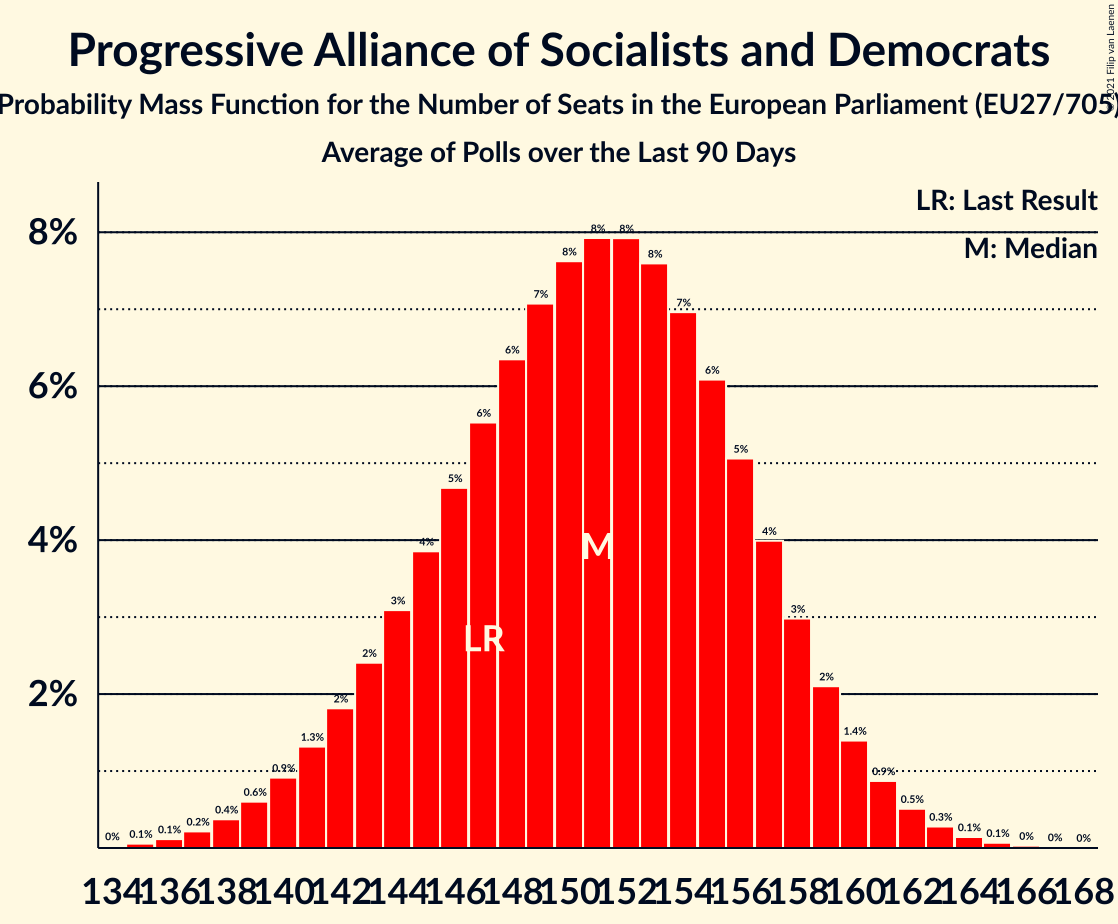 Progressive Alliance of Socialists and Democrats
Probability Mass Function for the Number of Seats in the European Parliament (EU27/705)
Average of Polls over the Last 90 Days
© 2021 Filip van Laenen
LR: Last Result
M: Median
8%
6%
4%
2%
0% 0.1% 0.1% 0.2% 0.4% 0.6% 0.9% 1.3% 2% 2% 3% 4% 5% 6% 6% 7% 8% 8% 8% 8% 7% 6% 5% 4% 3% 2% 1.4% 0.9% 0.5% 0.3% 0.1% 0.1% 0% 0% 0%
M
LR
134 136 138 140 142 144 146 148 150 152 154 156 158 160 162 164 166 168